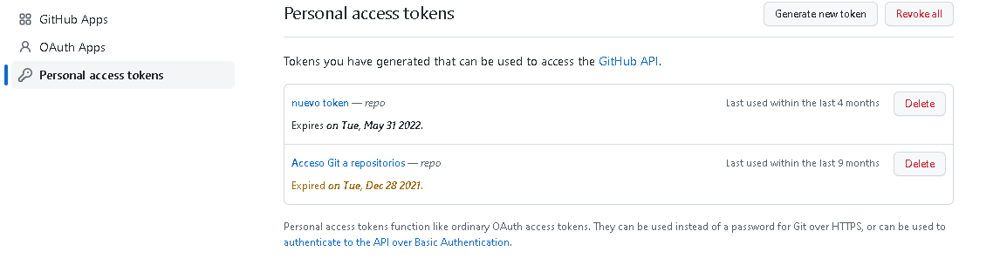 GitHub Apps
OAuth Apps
Personal access tokens
Personal access tokens
Generate new token
Revoke all
Tokens you have generated that can be used to access the GitHub API.
nuevo token — repo
Last used within the last 4 months
Delete
Expires on Tue, May 31 2022.
Acceso Git a repositorios — repo
Last used within the last 9 months
Delete
Expired on Tue, Dec 28 2021.
Personal access tokens function like ordinary OAuth access tokens. They can be used instead of a password for Git over HTTPS, or can be used to
authenticate to the API over Basic Authentication.